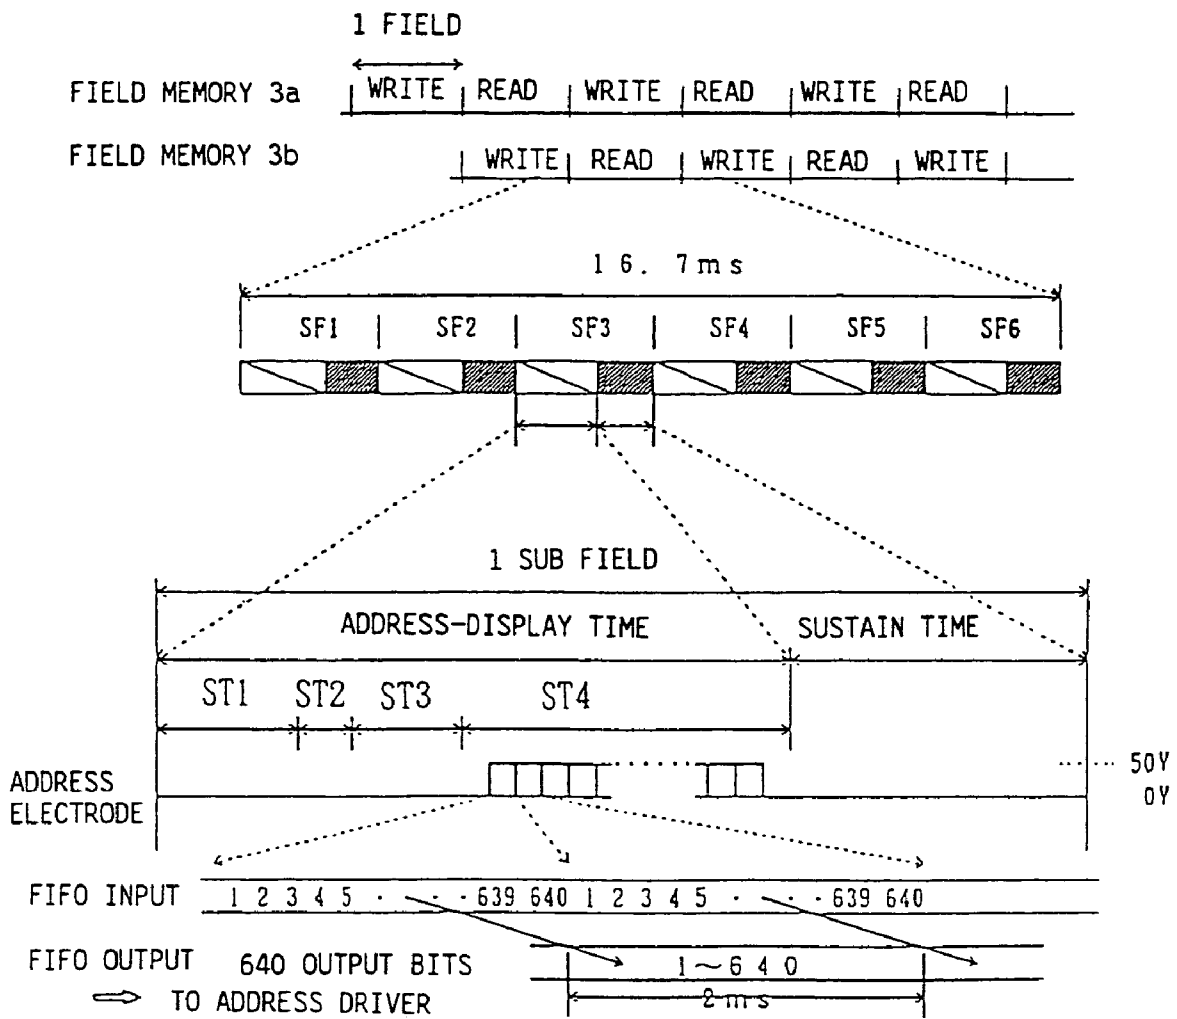 1 FIELD
FIELD MEMORY 3a WRITE READ WRITE READ WRITE READ
FIELD MEMORY 3b WRITE READ WRITE READ WRITE
16.7ms
SF1 SF2 SF3 SF4 SF5 SF6
1 SUB FIELD
ADDRESS-DISPLAY TIME SUSTAIN TIME
ST1 ST2 ST3 ST4
50V
ADDRESS
ELECTRODE
0V
FIFO INPUT 1 2 3 4 5 · · · 639 640 1 2 3 4 5 · · · 639 640
FIFO OUTPUT 640 OUTPUT BITS 1~640
⇨ TO ADDRESS DRIVER 2ms